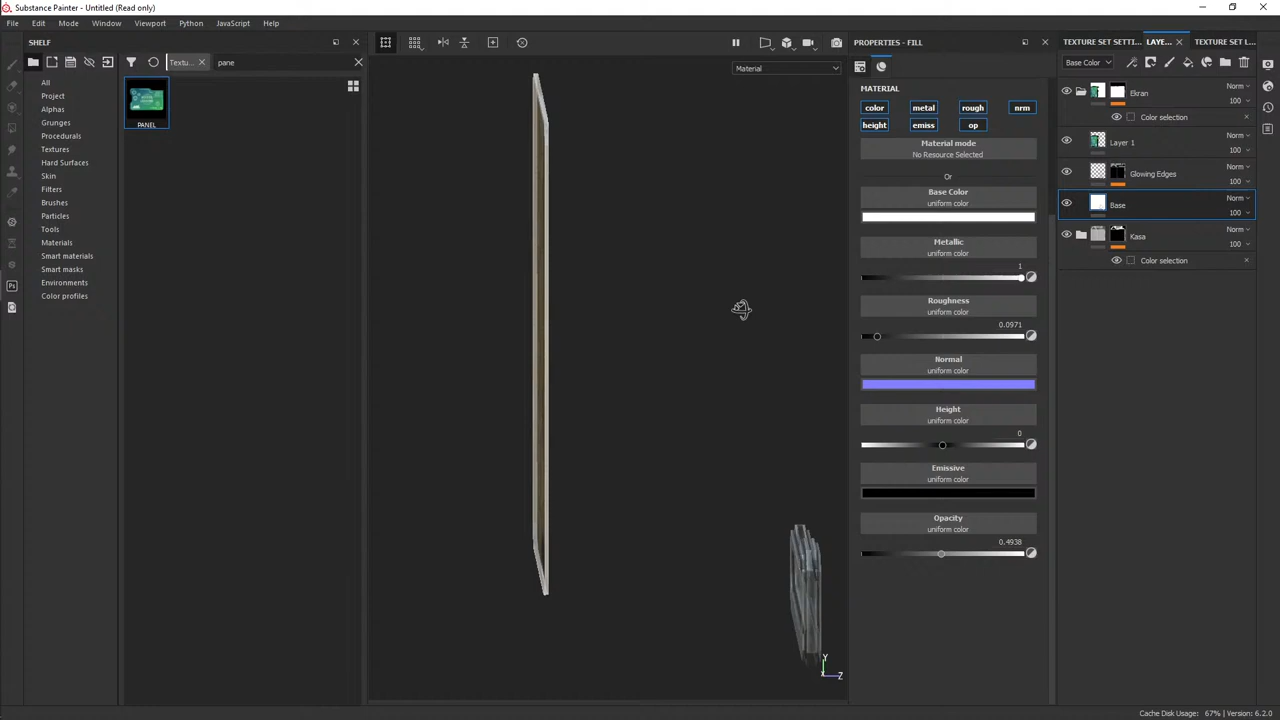 Substance Painter - Untitled (Read only)
File Edit Mode Window Viewport Python JavaScript Help
SHELF
Textu... pane
All
Project
Alphas
Grunges
Procedurals
Textures
Hard Surfaces
Skin
Filters
Brushes
Particles
Tools
Materials
Smart materials
Smart masks
Environments
Color profiles
PANEL
Ps
Material
Y
Z
PROPERTIES - FILL
MATERIAL
color metal rough nrm
height emiss op
Material mode
No Resource Selected
Or
Base Color
uniform color
Metallic
uniform color
1
Roughness
uniform color
0.0971
Normal
uniform color
Height
uniform color
0
Emissive
uniform color
Opacity
uniform color
0.4938
TEXTURE SET SETTI... LAYE... TEXTURE SET L...
Base Color
Ekran Norm
100
Color selection
Layer 1 Norm
100
Glowing Edges Norm
100
Base Norm
100
Kasa Norm
100
Color selection
Cache Disk Usage: 67% | Version: 6.2.0